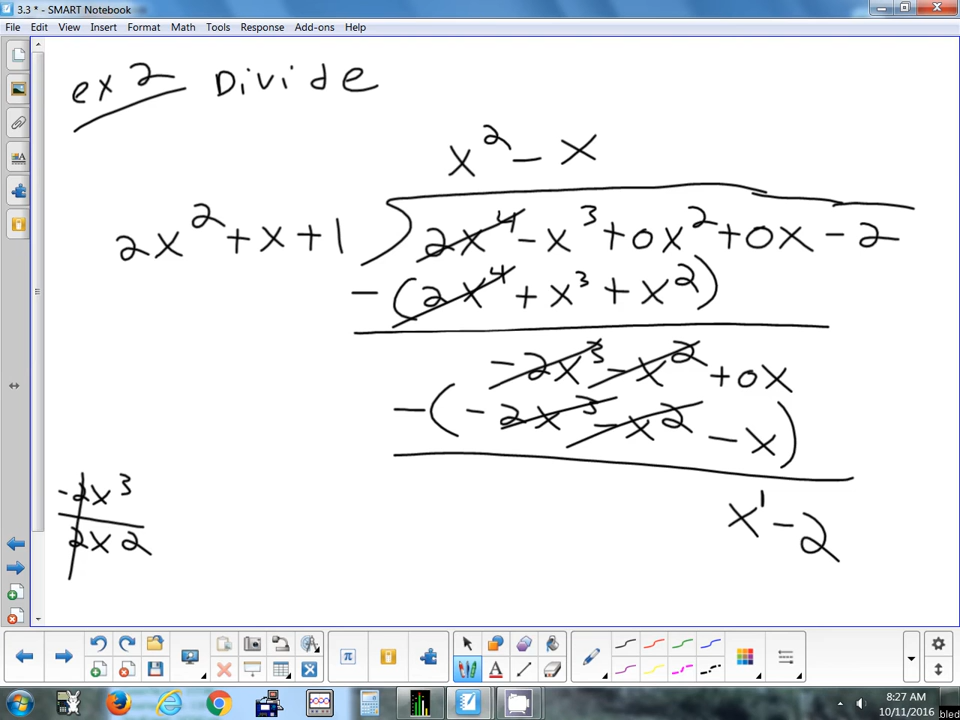 3.3 * - SMART Notebook
File Edit View Insert Format Math Tools Response Add-ons Help
ex 2 Divide
x² - x
2x² + x + 1 ) 2x⁴ - x³ + 0x² + 0x - 2
- (2x⁴ + x³ + x²)
-2x³ - x² + 0x
- (-2x³ - x² - x)
-2x³
2x2
x¹ - 2
8:27 AM
10/11/2016
bled